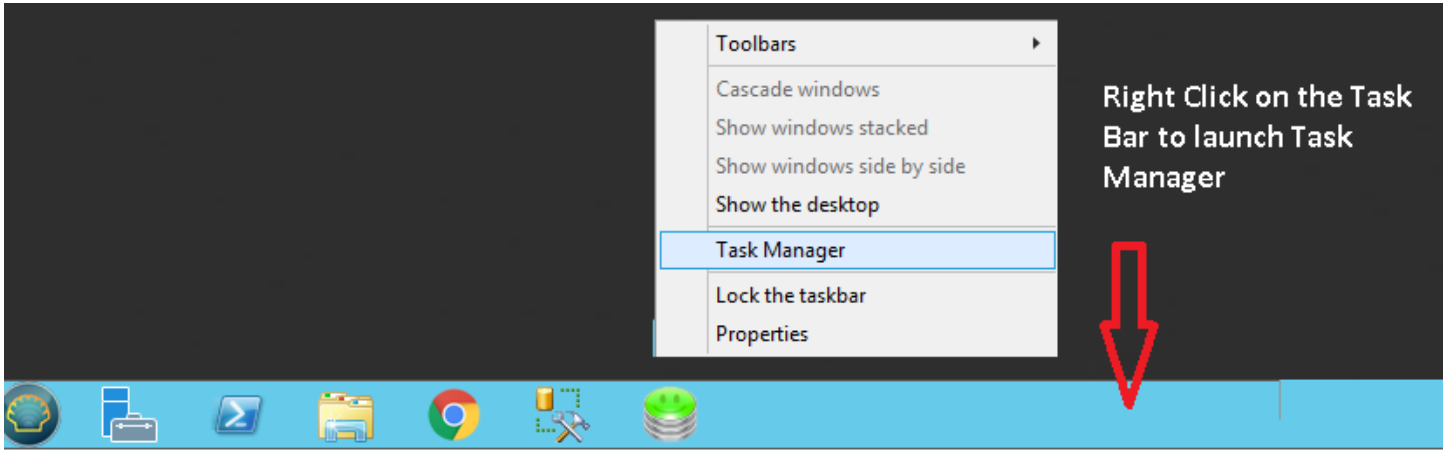 Toolbars
Cascade windows
Show windows stacked
Show windows side by side
Show the desktop
Task Manager
Lock the taskbar
Properties
Right Click on the Task
Bar to launch Task
Manager